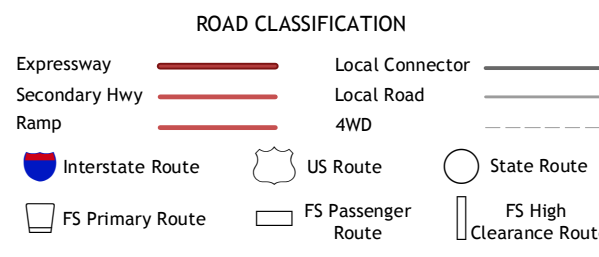 ROAD CLASSIFICATION
Expressway
Local Connector
Secondary Hwy
Local Road
Ramp
4WD
Interstate Route
US Route
State Route
FS Primary Route
FS Passenger
Route
FS High
Clearance Rout